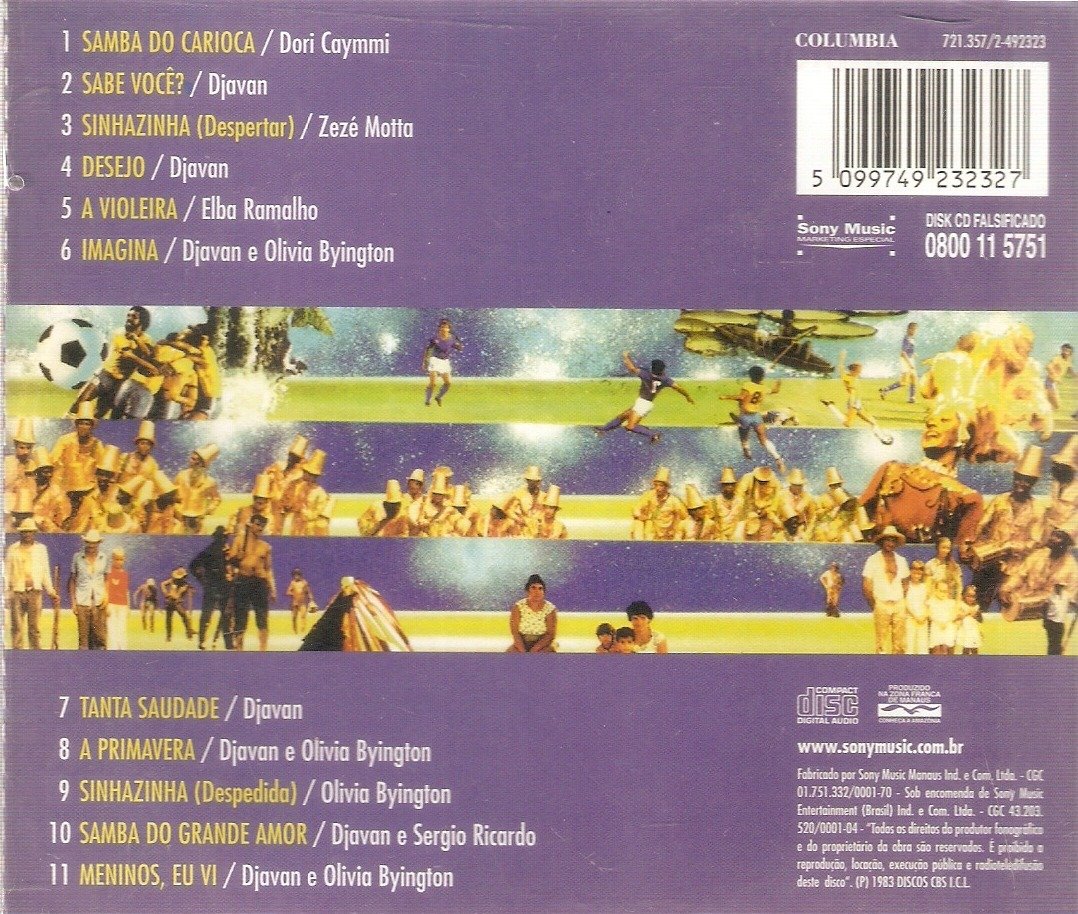 1 SAMBA DO CARIOCA / Dori Caymmi
2 SABE VOCÊ? / Djavan
3 SINHAZINHA (Despertar) / Zezé Motta
4 DESEJO / Djavan
5 A VIOLEIRA / Elba Ramalho
6 IMAGINA / Djavan e Olivia Byington
COLUMBIA 721.357/2-492323
5 099749 232327
Sony Music
MARKETING ESPECIAL
DISK CD FALSIFICADO
0800 11 5751
7 TANTA SAUDADE / Djavan
8 A PRIMAVERA / Djavan e Olivia Byington
9 SINHAZINHA (Despedida) / Olivia Byington
10 SAMBA DO GRANDE AMOR / Djavan e Sergio Ricardo
11 MENINOS, EU VI / Djavan e Olivia Byington
COMPACT
disc
DIGITAL AUDIO
PRODUZIDO
NA ZONA FRANCA
DE MANAUS
CONHEÇA A AMAZÔNIA
www.sonymusic.com.br
Fabricado por Sony Music Manaus Ind. e Com. Ltda. - CGC
01.751.332/0001-70 - Sob encomenda de Sony Music
Entertainment (Brasil) Ind. e Com. Ltda. - CGC 43.203.
520/0001-04 - "Todos os direitos do produtor fonográfico
e do proprietário da obra são reservados. É proibida a
reprodução, locação, execução pública e radioteledifusão
deste disco". (P) 1983 DISCOS CBS I.C.L.